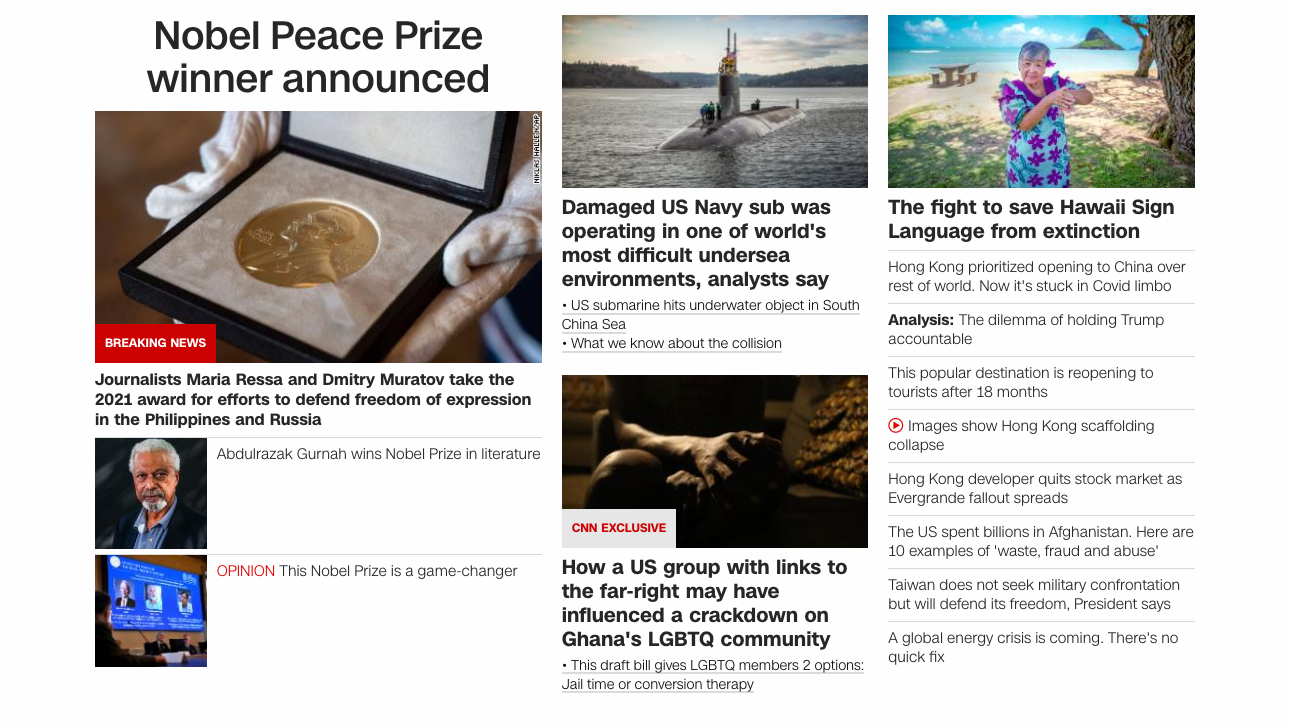 Nobel Peace Prize
winner announced
NIKLAS HALLE'N/AP
BREAKING NEWS
Journalists Maria Ressa and Dmitry Muratov take the
2021 award for efforts to defend freedom of expression
in the Philippines and Russia
Abdulrazak Gurnah wins Nobel Prize in literature
OPINION This Nobel Prize is a game-changer
Damaged US Navy sub was
operating in one of world's
most difficult undersea
environments, analysts say
• US submarine hits underwater object in South
China Sea
• What we know about the collision
CNN EXCLUSIVE
How a US group with links to
the far-right may have
influenced a crackdown on
Ghana's LGBTQ community
• This draft bill gives LGBTQ members 2 options:
Jail time or conversion therapy
The fight to save Hawaii Sign
Language from extinction
Hong Kong prioritized opening to China over
rest of world. Now it's stuck in Covid limbo
Analysis: The dilemma of holding Trump
accountable
This popular destination is reopening to
tourists after 18 months
Images show Hong Kong scaffolding
collapse
Hong Kong developer quits stock market as
Evergrande fallout spreads
The US spent billions in Afghanistan. Here are
10 examples of 'waste, fraud and abuse'
Taiwan does not seek military confrontation
but will defend its freedom, President says
A global energy crisis is coming. There's no
quick fix